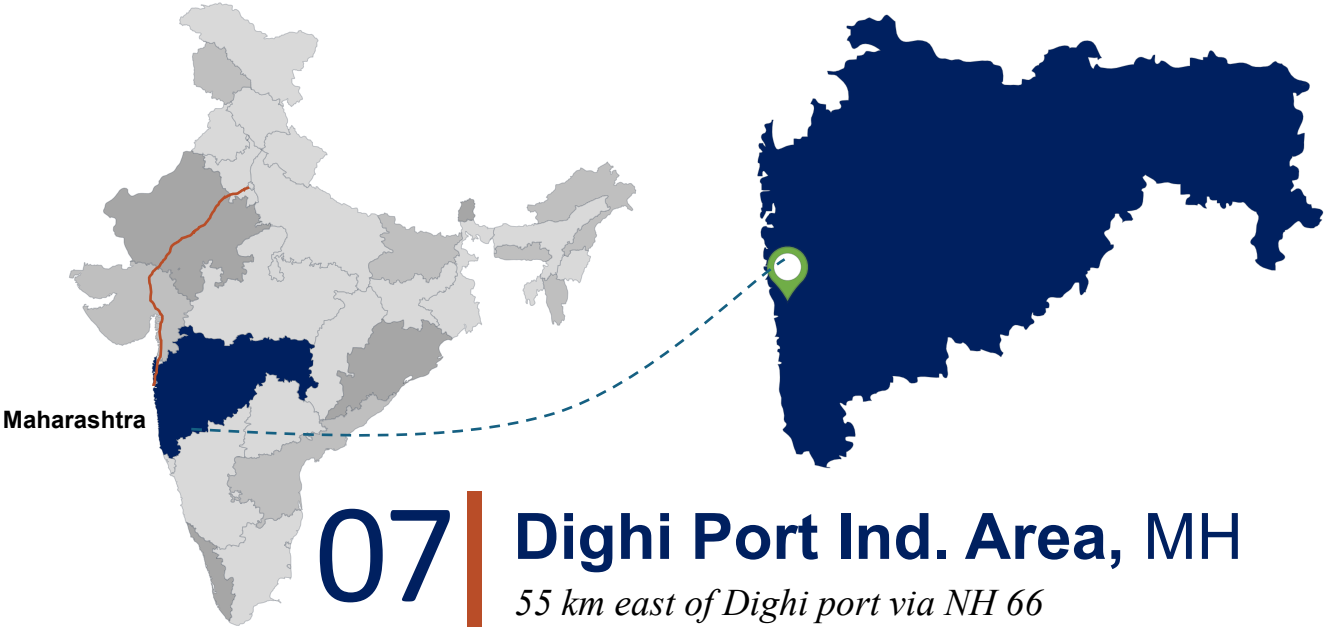 Maharashtra
07
Dighi Port Ind. Area, MH
55 km east of Dighi port via NH 66